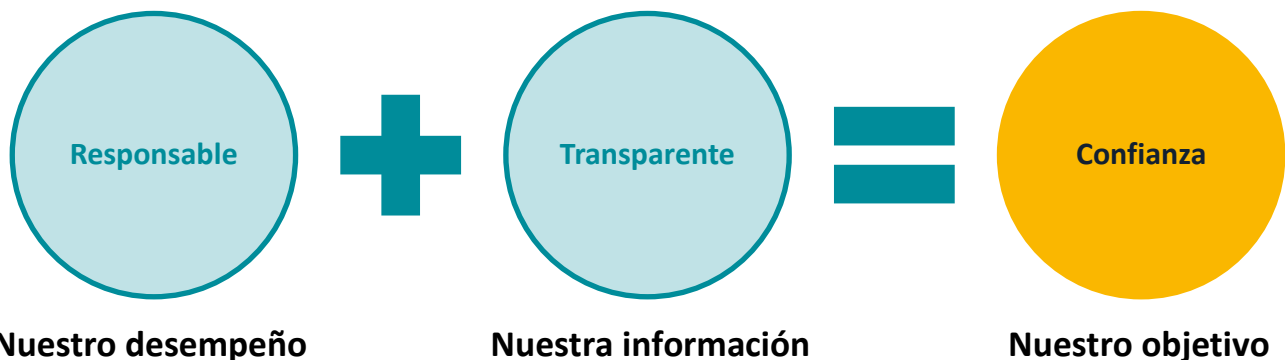 Responsable
Transparente
Confianza
Nuestro desempeño
Nuestra información
Nuestro objetivo